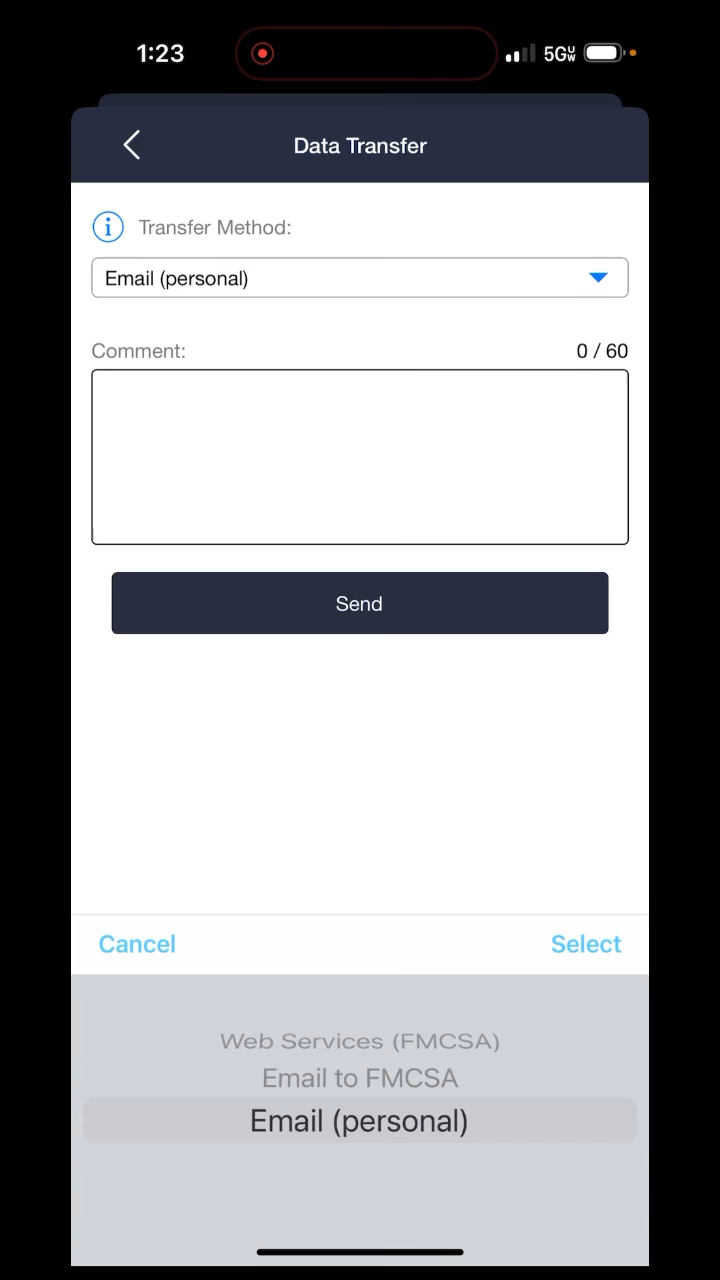 1:23
5G UW
Data Transfer
i Transfer Method:
Email (personal)
Comment: 0 / 60
Send
Cancel Select
Web Services (FMCSA)
Email to FMCSA
Email (personal)